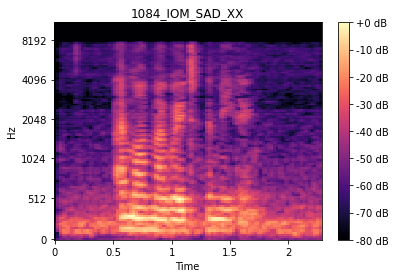 1084_IOM_SAD_XX
+0 dB
8192
-10 dB
4096
-20 dB
-30 dB
2048
-40 dB
Hz
1024
-50 dB
512
-60 dB
-70 dB
0
-80 dB
0 0.5 1 1.5 2
Time